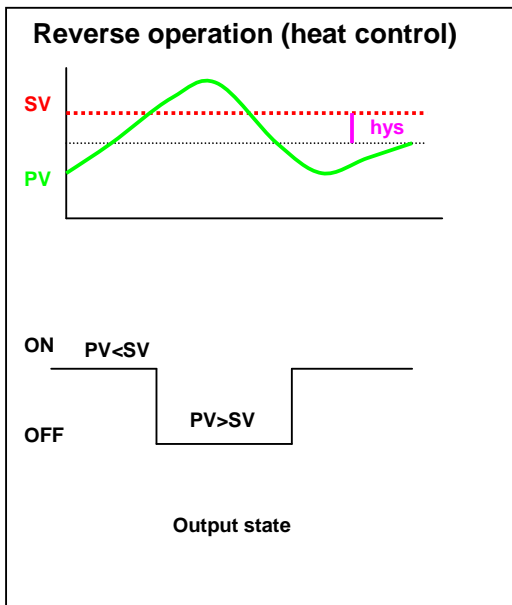 Reverse operation (heat control)
SV
hys
PV
ON
PV<SV
PV>SV
OFF
Output state